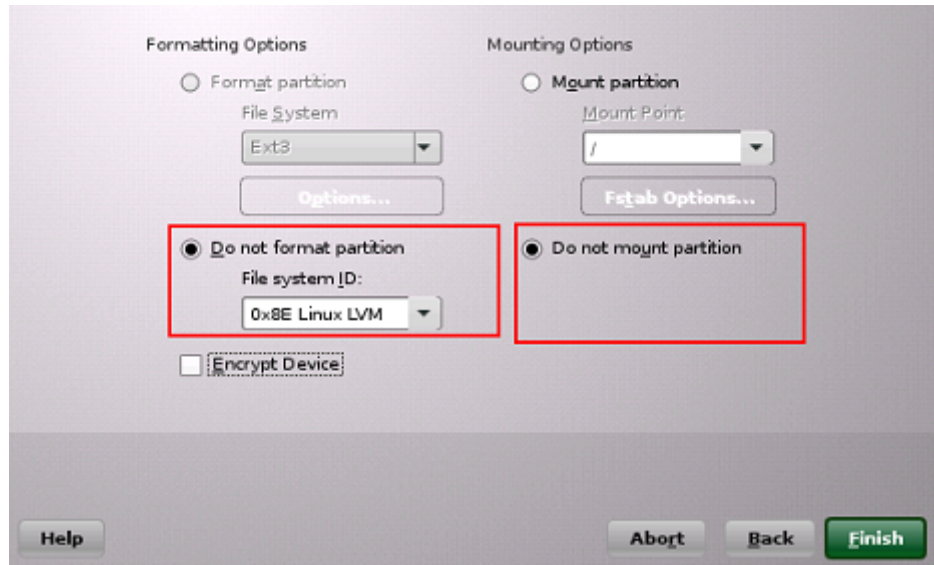 Formatting Options
Format partition
File System
Ext3
Options...
Do not format partition
File system ID:
0x8E Linux LVM
Encrypt Device
Mounting Options
Mount partition
Mount Point
/
Fstab Options...
Do not mount partition
Help
Abort
Back
Finish